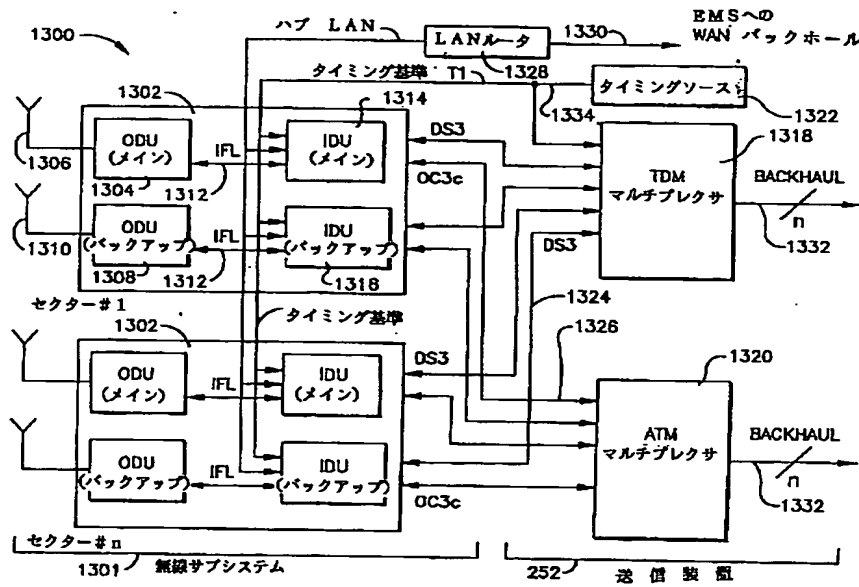 1300
ハブ LAN
LANルータ
1328
1330
EMSへの
WAN バックホール
タイミング基準 T1
1334
タイミングソース
1322
1302
1314
1318
1306
ODU
(メイン)
1304
IFL
1312
IDU
(メイン)
DS3
OC3c
TDM
マルチプレクサ
BACKHAUL
n
1332
1310
ODU
(バックアップ)
1308
IFL
1312
IDU
(バックアップ)
1316
DS3
1324
セクター#1
1302
タイミング基準
1326
DS3
1320
ODU
(メイン)
IFL
IDU
(メイン)
ATM
マルチプレクサ
BACKHAUL
n
1332
ODU
(バックアップ)
IFL
IDU
(バックアップ)
OC3c
セクター#n
1301
無線サブシステム
252
送信装置